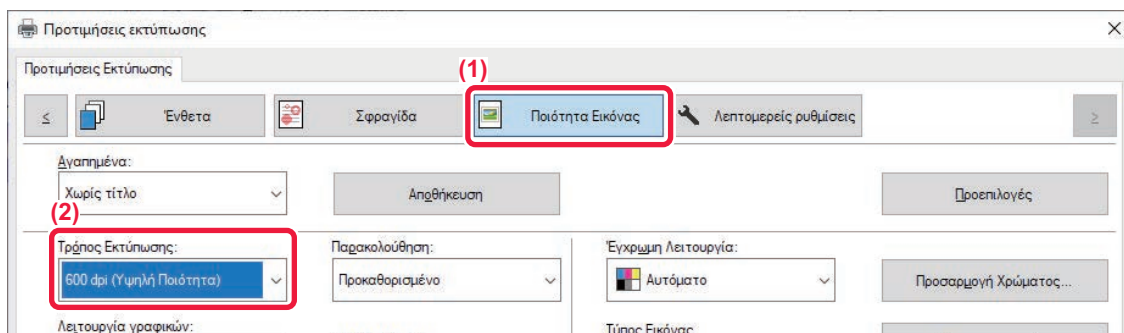 Προτιμήσεις εκτύπωσης
Προτιμήσεις Εκτύπωσης
(1)
< Ένθετα Σφραγίδα Ποιότητα Εικόνας Λεπτομερείς ρυθμίσεις >
Αγαπημένα:
Χωρίς τίτλο Αποθήκευση Προεπιλογές
(2)
Τρόπος Εκτύπωσης: Παρακολούθηση: Έγχρωμη Λειτουργία:
600 dpi (Υψηλή Ποιότητα) Προκαθορισμένο Αυτόματο Προσαρμογή Χρώματος...
Λειτουργία γραφικών: Τύπος Εικόνας